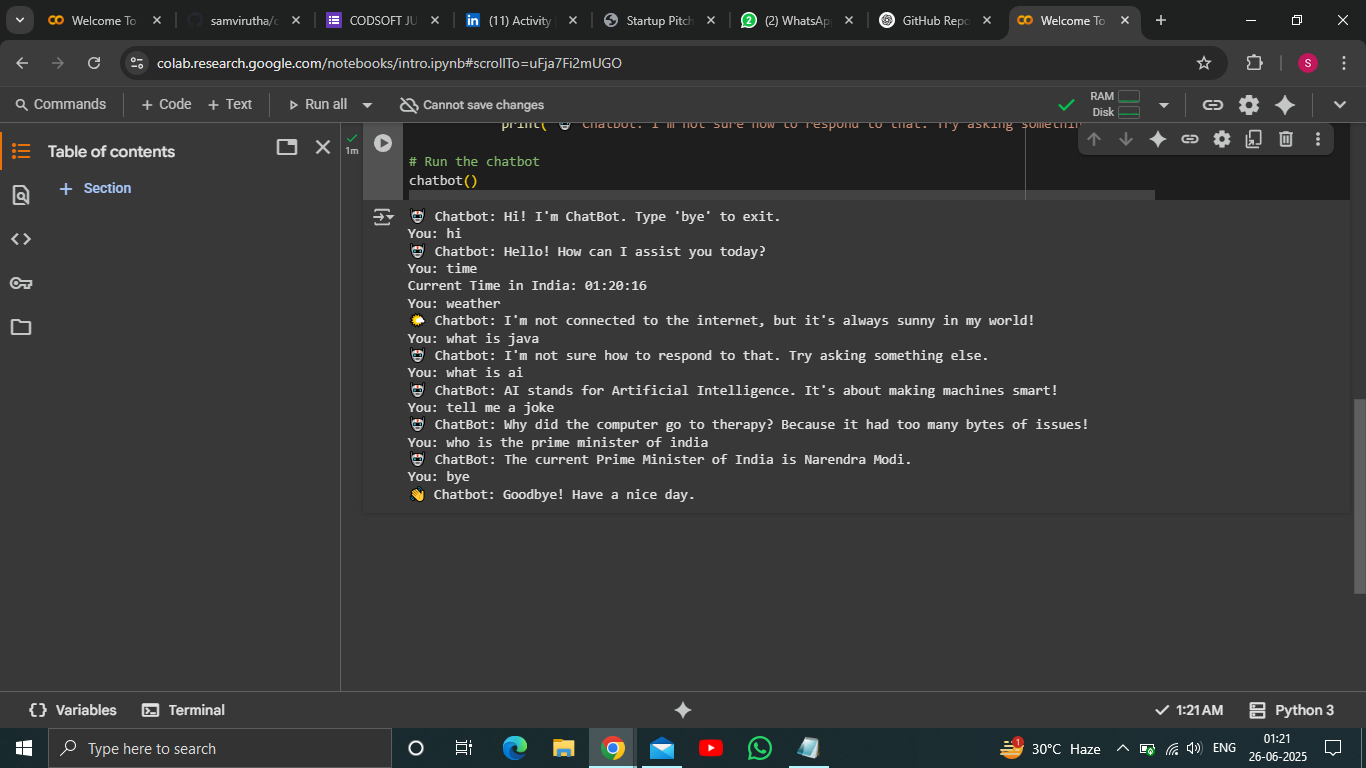 Welcome To
samvirutha/c
CODSOFT JU
(11) Activity
Startup Pitch
(2) WhatsAp
GitHub Repo
Welcome To
colab.research.google.com/notebooks/intro.ipynb#scrollTo=uFja7Fi2mUGO
S
Commands
+ Code
+ Text
Run all
Cannot save changes
RAM
Disk
Table of contents
+ Section
1m
print(" Chatbot: I'm not sure how to respond to that. Try asking somethin
# Run the chatbot
chatbot()
Chatbot: Hi! I'm ChatBot. Type 'bye' to exit.
You: hi
Chatbot: Hello! How can I assist you today?
You: time
Current Time in India: 01:20:16
You: weather
Chatbot: I'm not connected to the internet, but it's always sunny in my world!
You: what is java
Chatbot: I'm not sure how to respond to that. Try asking something else.
You: what is ai
ChatBot: AI stands for Artificial Intelligence. It's about making machines smart!
You: tell me a joke
ChatBot: Why did the computer go to therapy? Because it had too many bytes of issues!
You: who is the prime minister of india
ChatBot: The current Prime Minister of India is Narendra Modi.
You: bye
Chatbot: Goodbye! Have a nice day.
Variables
Terminal
1:21 AM
Python 3
Type here to search
1
30°C Haze
ENG
01:21
26-06-2025